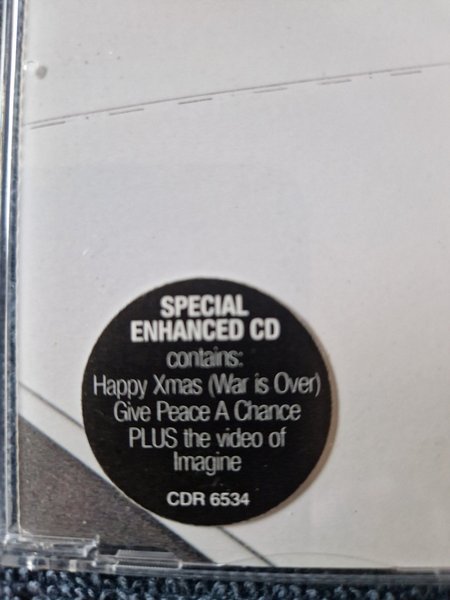 SPECIAL
ENHANCED CD
contains:
Happy Xmas (War is Over)
Give Peace A Chance
PLUS the video of
Imagine
CDR 6534